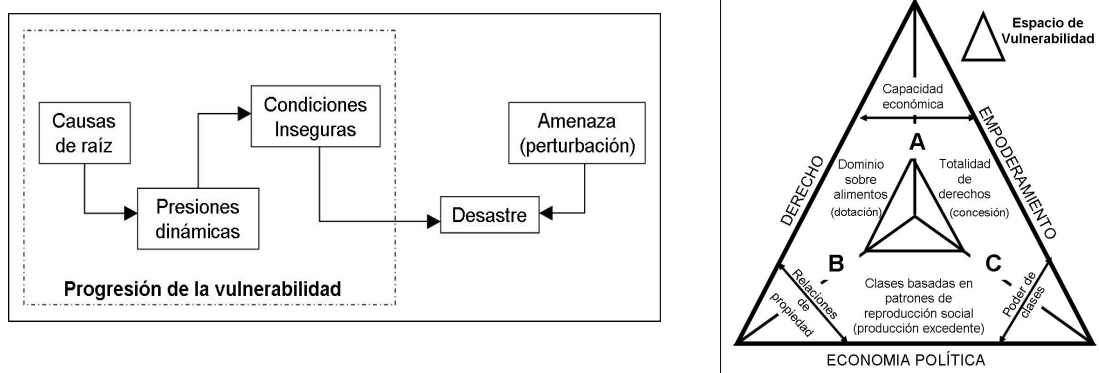 Causas
de raíz
Presiones
dinámicas
Condiciones
Inseguras
Amenaza
(perturbación)
Desastre
Progresión de la vulnerabilidad
Espacio de
Vulnerabilidad
Capacidad
económica
A
DERECHO
EMPODERAMIENTO
Dominio
sobre
alimentos
(dotación)
Totalidad
de
derechos
(concesión)
B
C
Relaciones
de
propiedad
Clases basadas en
patrones de
reproducción social
(producción excedente)
Poder de
clases
ECONOMIA POLÍTICA